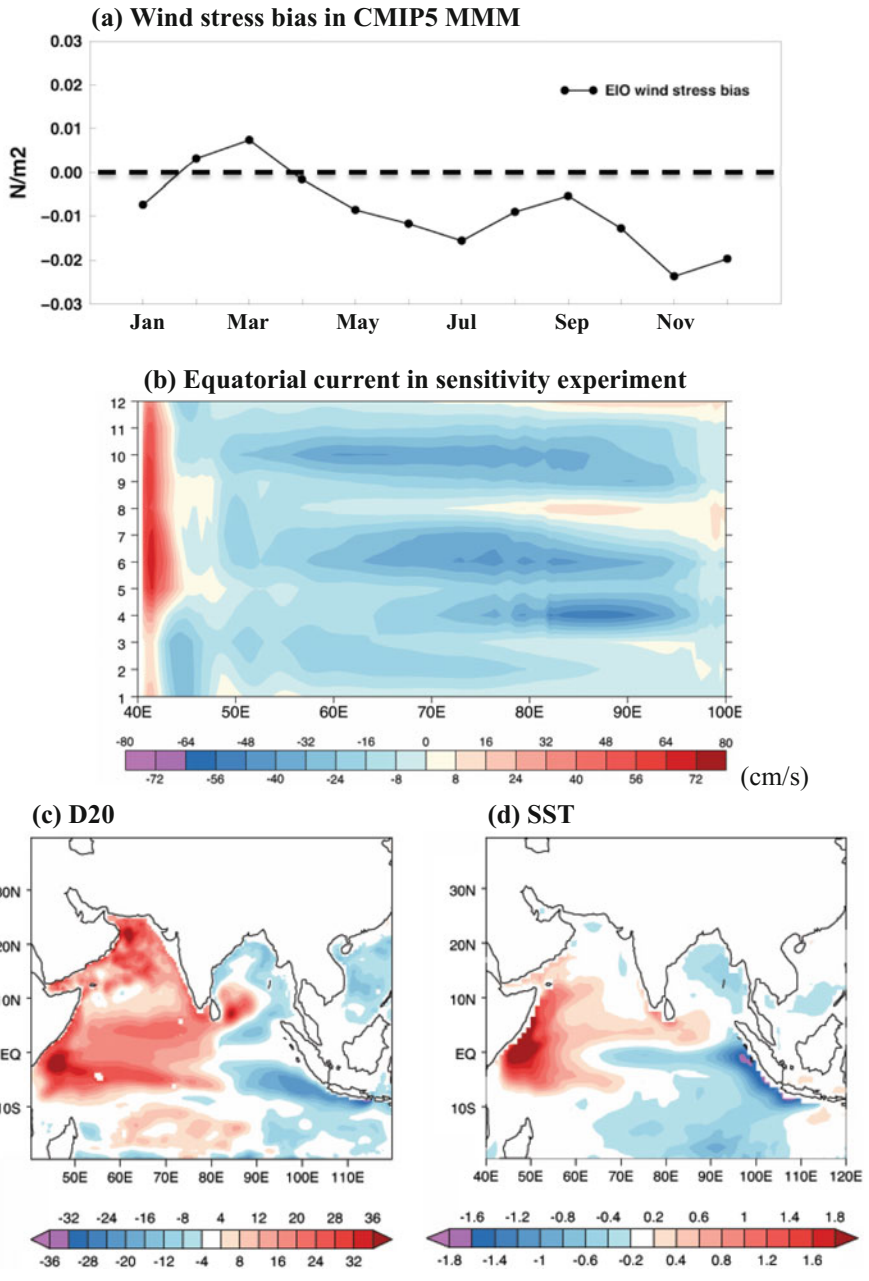 (a) Wind stress bias in CMIP5 MMM
0.03
0.02
0.01
0.00
−0.01
−0.02
−0.03
N/m2
EIO wind stress bias
Jan Mar May Jul Sep Nov
(b) Equatorial current in sensitivity experiment
12
11
10
9
8
7
6
5
4
3
2
1
40E 50E 60E 70E 80E 90E 100E
-80 -64 -48 -32 -16 0 16 32 48 64 80
-72 -56 -40 -24 -8 8 24 40 56 72
(cm/s)
(c) D20
30N
20N
10N
EQ
10S
50E 60E 70E 80E 90E 100E 110E
-32 -24 -16 -8 4 12 20 28 36
-36 -28 -20 -12 -4 8 16 24 32
(d) SST
30N
20N
10N
EQ
10S
40E 50E 60E 70E 80E 90E 100E 110E 120E
-1.6 -1.2 -0.8 -0.4 0.2 0.6 1 1.4 1.8
-1.8 -1.4 -1 -0.6 -0.2 0.4 0.8 1.2 1.6